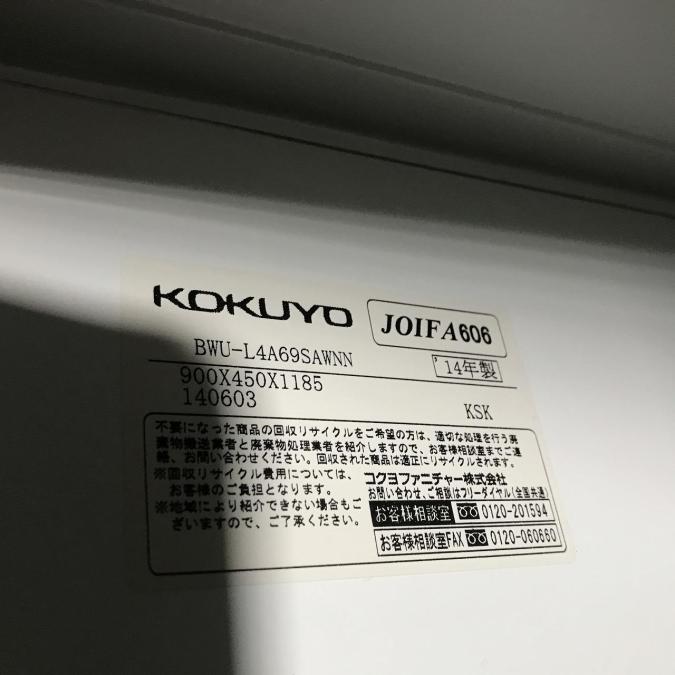 KOKUYO
JOIFA606
BWU-L4A69SAWNN
'14年製
900X450X1185
140603
KSK
不要になった商品の回収リサイクルをご希望の方は、適切な処理を行う廃
棄物搬送業者と廃棄物処理業者を紹介しますので、お客様相談室までご連
絡、お問い合わせください。回収された商品は適正にリサイクルされます。
※回収リサイクル費用については、
お客様のご負担となります。
※地域により紹介できない場合もご
ざいますので、ご了承ください。
コクヨファニチャー株式会社
お問い合わせ、ご相談はフリーダイヤル(全国共通)
お客様相談室 0120-201594
お客様相談室FAX 0120-060660